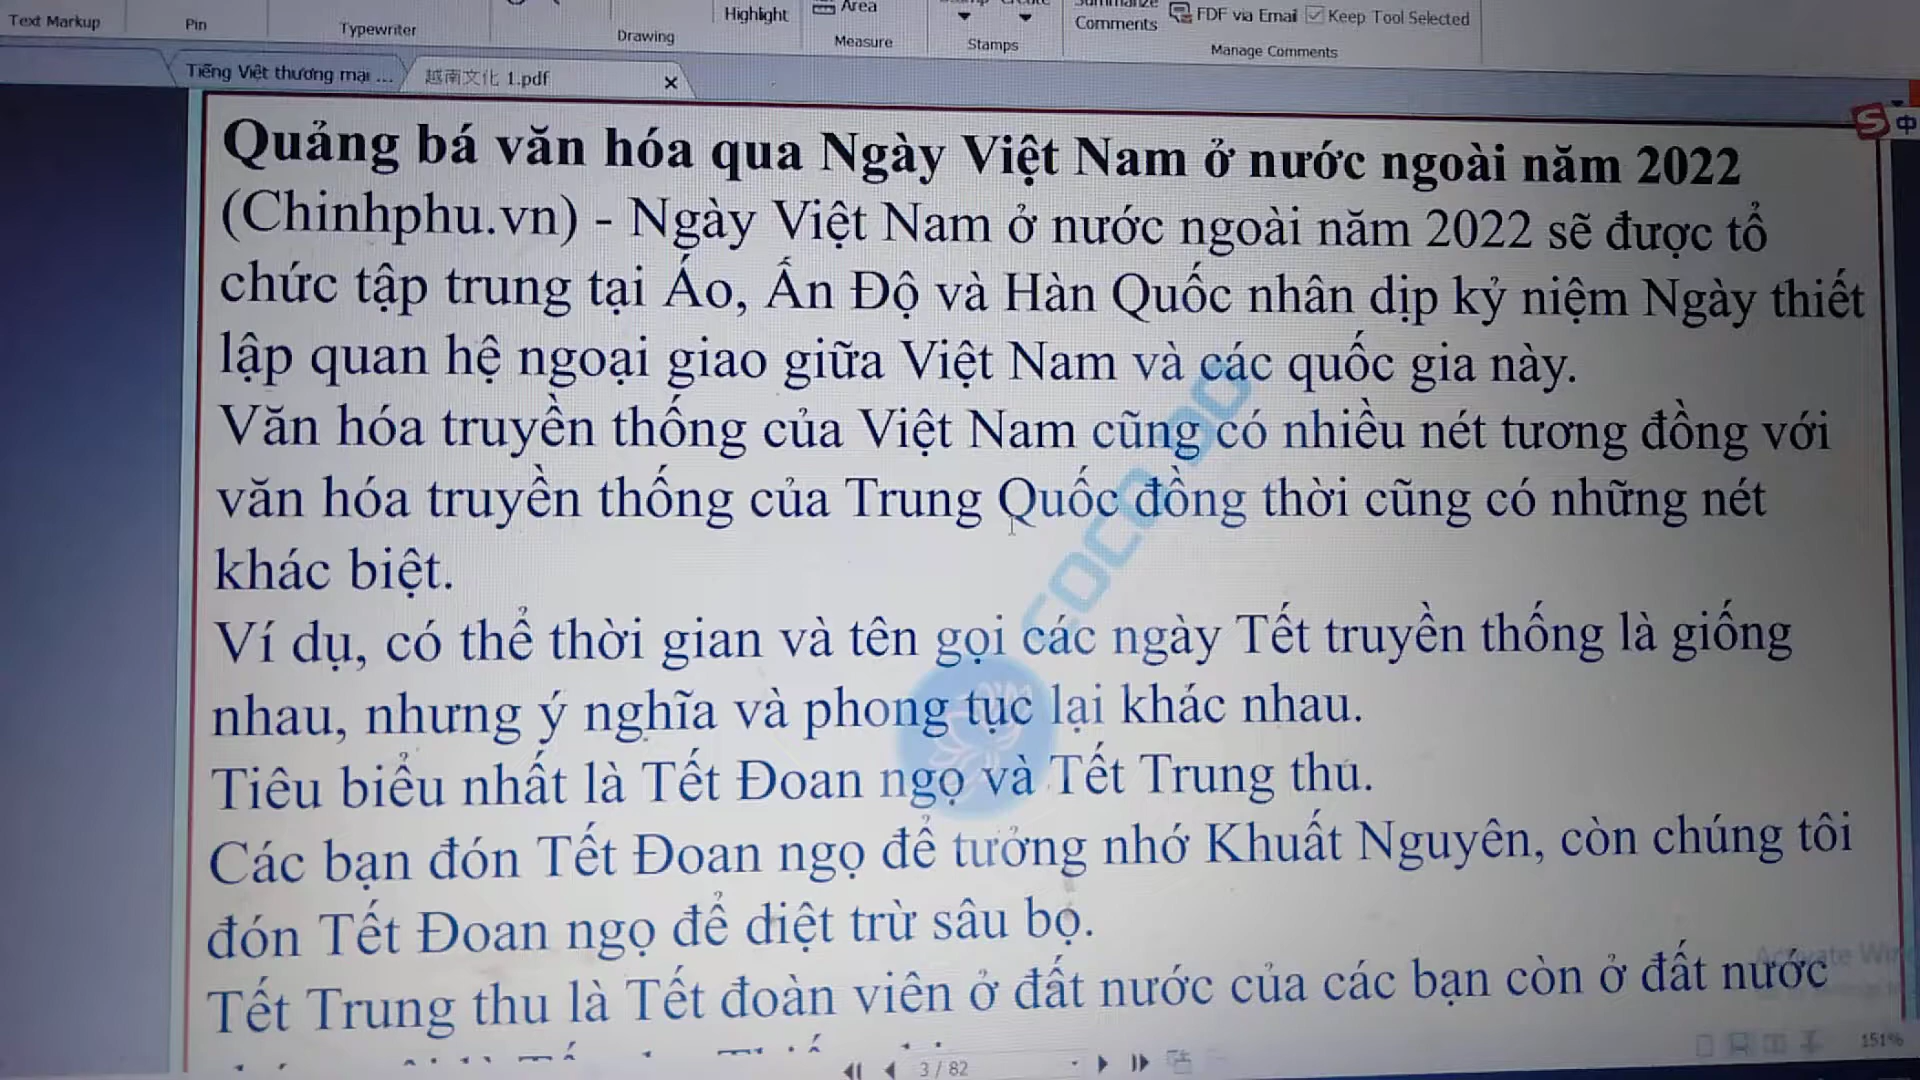 Text Markup
Pin
Typewriter
Drawing
Highlight
Area
Measure
Stamps
Comments
FDF via Email
Keep Tool Selected
Manage Comments
Tiếng Việt thương mại ...
越南文化 1.pdf
中
Quảng bá văn hóa qua Ngày Việt Nam ở nước ngoài năm 2022
(Chinhphu.vn) - Ngày Việt Nam ở nước ngoài năm 2022 sẽ được tổ
chức tập trung tại Áo, Ấn Độ và Hàn Quốc nhân dịp kỷ niệm Ngày thiết
lập quan hệ ngoại giao giữa Việt Nam và các quốc gia này.
Văn hóa truyền thống của Việt Nam cũng có nhiều nét tương đồng với
văn hóa truyền thống của Trung Quốc đồng thời cũng có những nét
khác biệt.
Ví dụ, có thể thời gian và tên gọi các ngày Tết truyền thống là giống
nhau, nhưng ý nghĩa và phong tục lại khác nhau.
Tiêu biểu nhất là Tết Đoan ngọ và Tết Trung thu.
Các bạn đón Tết Đoan ngọ để tưởng nhớ Khuất Nguyên, còn chúng tôi
đón Tết Đoan ngọ để diệt trừ sâu bọ.
Tết Trung thu là Tết đoàn viên ở đất nước của các bạn còn ở đất nước
3 / 82
151%